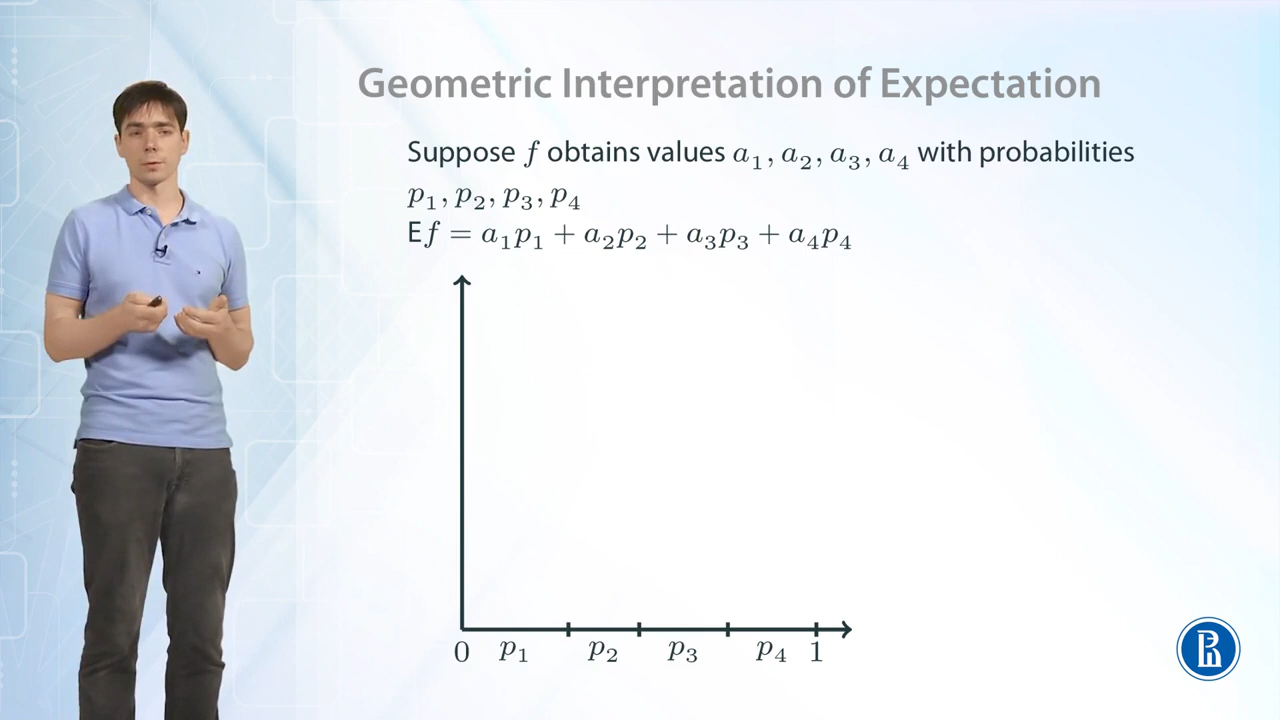 Geometric Interpretation of Expectation
Suppose f obtains values a₁, a₂, a₃, a₄ with probabilities
p₁, p₂, p₃, p₄
Ef = a₁p₁ + a₂p₂ + a₃p₃ + a₄p₄
0 p₁ p₂ p₃ p₄ 1